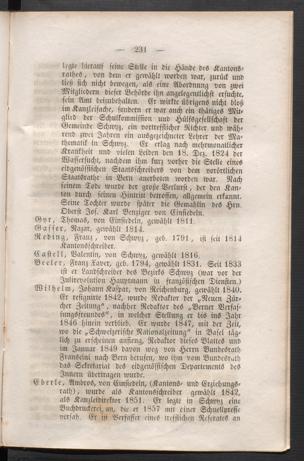 — 231 —
legte hierauf seine Stelle in die Hände des Kantons-
rathes, von dem er gewählt worden war, zurück und
ließ sich nicht bewegen, als eine Abordnung von zwei
Mitgliedern dieser Behörde ihn angelegentlichst ersuchte,
sein Amt beizubehalten. Er wirkte übrigens nicht bloß
im Kanzleifache, sondern er war auch ein thätiges Mit-
glied der Schulkommission und Hülfsgesellschaft der
Gemeinde Schwyz, ein vortrefflicher Richter und wäh-
rend zwei Jahren ein ausgezeichneter Lehrer der Ma-
thematik in Schwyz. Er erlag nach mehrmonatlicher
Krankheit und vielen Leiden den 18. Dez. 1824 der
Wassersucht, nachdem ihm kurz vorher die Stelle eines
eidgenössischen Staatsschreibers von dem vorörtlichen
Staatsrathe in Bern anerboten worden war. Nach
seinem Tode wurde der große Verlurst, der den Kan-
ton durch seinen Hintritt betroffen, allgemein erkannt.
Seine Tochter wurde später die Gemahlin des Hrn.
Oberst Jos. Karl Benziger von Einsiedeln.
Gyr, Thomas, von Einsiedeln, gewählt 1811.
Gasser, Nazar, gewählt 1814.
Reding, Franz, von Schwyz, geb. 1791, ist seit 1814
Kantonsschreiber.
Castell, Valentin, von Schwyz, gewählt 1816.
Beeler, Franz Xaver, geb. 1794, gewählt 1831. Seit 1833
ist er Landschreiber des Bezirks Schwyz (war vor der
Julirevolution Hauptmann in französischen Diensten.)
Wilhelm, Johann Kaspar, von Reichenburg, gewählt 1840.
Er resignirte 1842, wurde Redaktor der „Neuen Zür-
cher Zeitung“, nachher Redaktor des „Berner Verfas-
sungsfreundes“, in welcher Stellung er bis ins Jahr
1846 hinein verblieb. Er wurde 1847, mit der Zeit,
wo die „Schweizerische Nationalzeitung“ in Basel täg-
lich zu erscheinen anfieng, Redaktor dieses Blattes und
im Januar 1849 davon weg von Herrn Bundesrath
Franscini nach Bern berufen, wo ihm vom Bundesrath
das Sekretariat des eidgenössischen Departements des
Innern übertragen wurde.
Eberle, Ambros, von Einsiedeln, (Kantons- und Erziehungs-
rath); wurde als Kantonsschreiber gewählt 1842,
als Kanzleidirektor 1851. Er legte in Schwyz eine
Buchdruckerei an, die er 1857 mit einer Schnellpresse
versah. Er ist Verfasser eines trefflichen Referates an